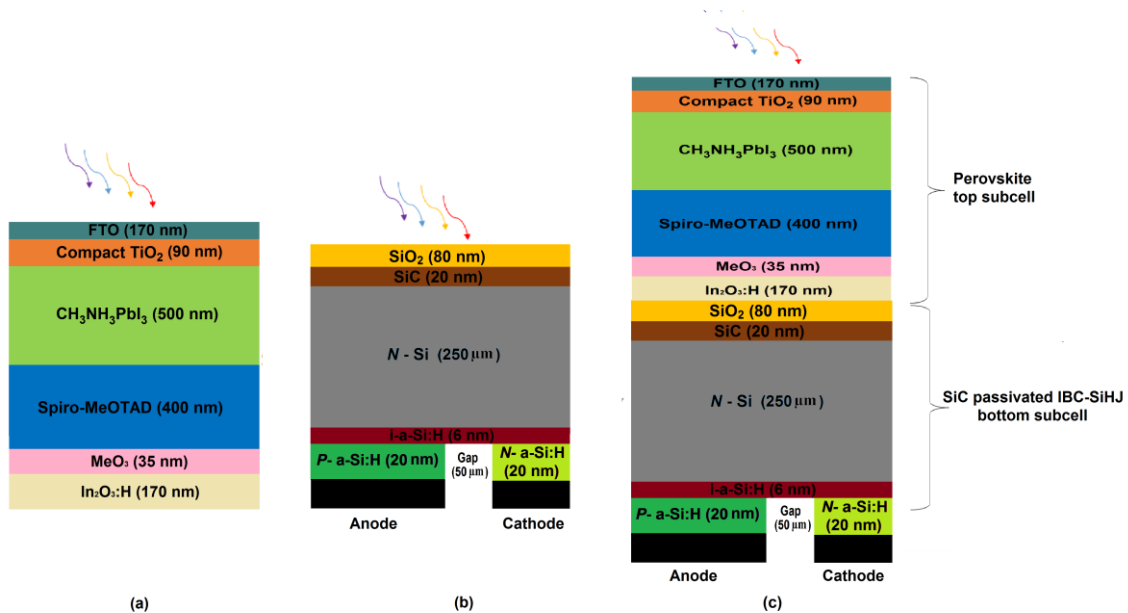 FTO (170 nm)
Compact TiO₂ (90 nm)
CH₃NH₃PbI₃ (500 nm)
Spiro-MeOTAD (400 nm)
MeO₃ (35 nm)
In₂O₃:H (170 nm)
(a)
SiO₂ (80 nm)
SiC (20 nm)
N - Si (250 μm)
i-a-Si:H (6 nm)
P- a-Si:H (20 nm)
Gap
(50 μm)
N- a-Si:H
(20 nm)
Anode
Cathode
(b)
FTO (170 nm)
Compact TiO₂ (90 nm)
CH₃NH₃PbI₃ (500 nm)
Spiro-MeOTAD (400 nm)
MeO₃ (35 nm)
In₂O₃:H (170 nm)
SiO₂ (80 nm)
SiC (20 nm)
N - Si (250 μm)
i-a-Si:H (6 nm)
P- a-Si:H (20 nm)
Gap
(50 μm)
N- a-Si:H
(20 nm)
Anode
Cathode
(c)
Perovskite
top subcell
SiC passivated IBC-SiHJ
bottom subcell